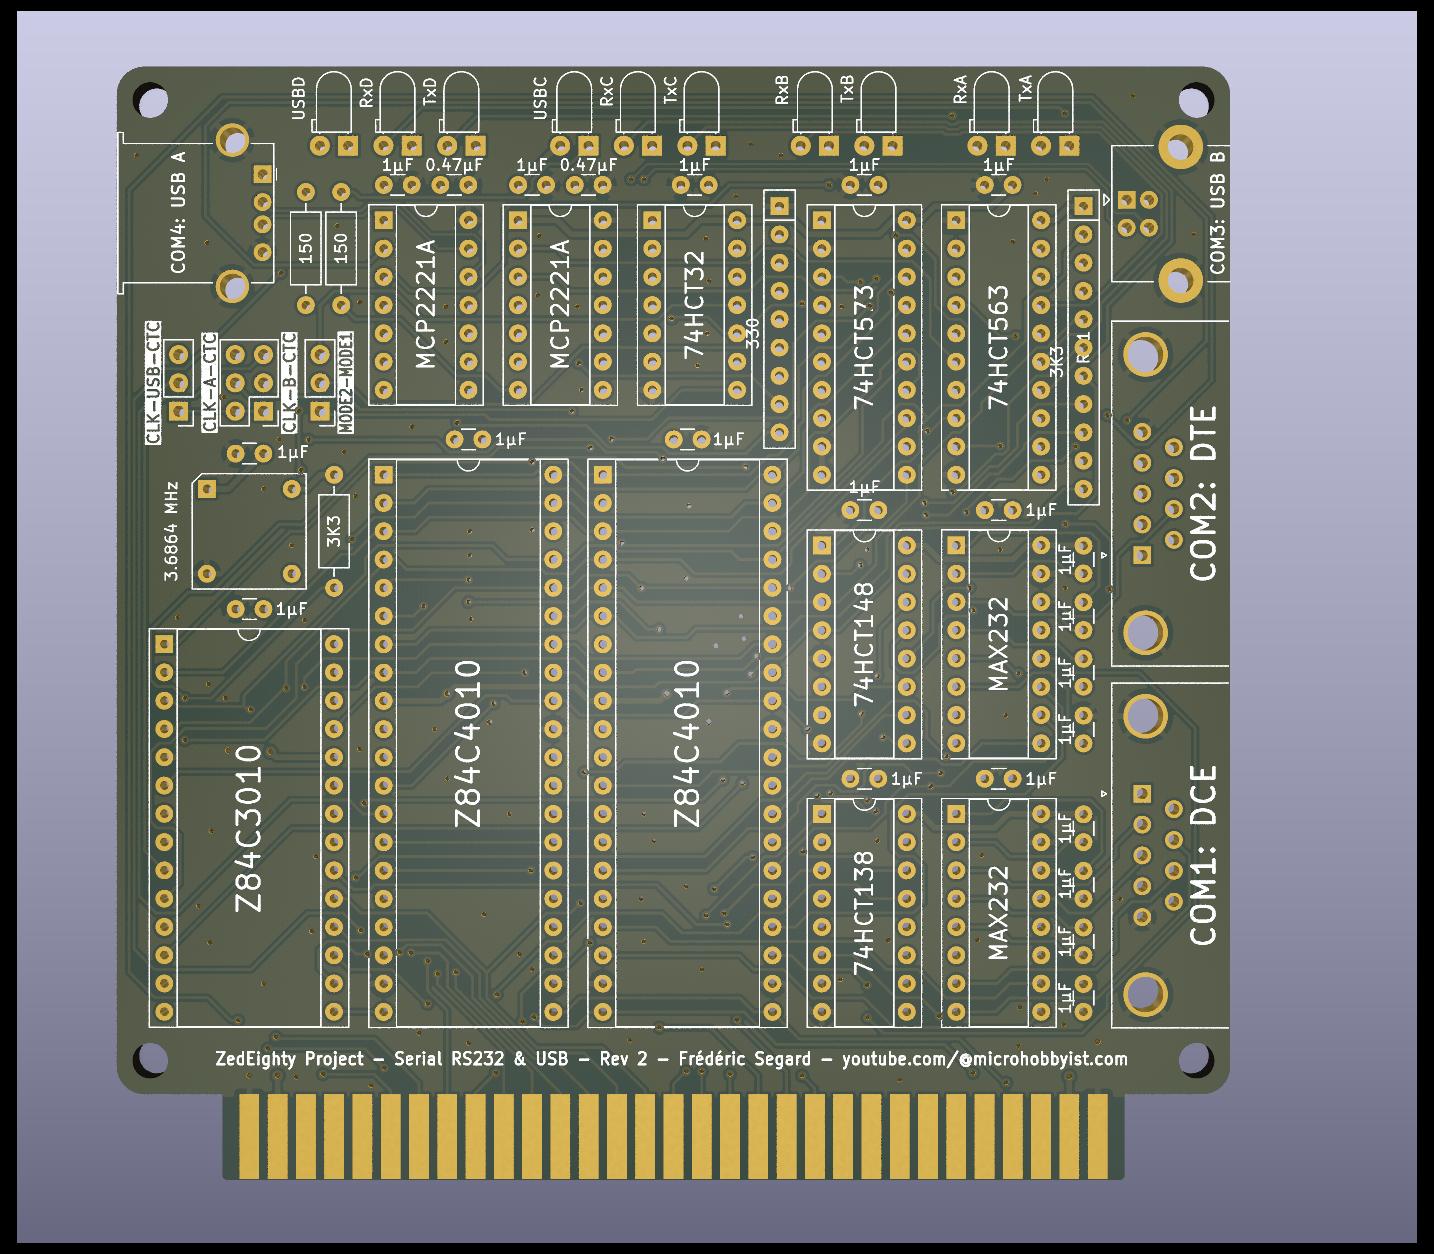 USBD
RxD
TxD
USBC
RxC
TxC
RxB
TxB
RxA
TxA
1µF
0.47µF
1µF
0.47µF
1µF
1µF
1µF
COM4: USB A
COM3: USB B
150
150
MCP2221A
MCP2221A
74HCT32
330
74HCT573
74HCT563
3K3
R 1
CLK-USB-CTC
CLK-A-CTC
CLK-B-CTC
MODE2-MODE1
1µF
1µF
1µF
COM2: DTE
3.6864 MHz
3K3
1µF
1µF
1µF
Z84C3010
Z84C4010
Z84C4010
74HCT148
MAX232
1µF
1µF
1µF
1µF
1µF
1µF
COM1: DCE
74HCT138
MAX232
1µF
1µF
1µF
1µF
ZedEighty Project – Serial RS232 & USB – Rev 2 – Frédéric Segard – youtube.com/@microhobbyist.com